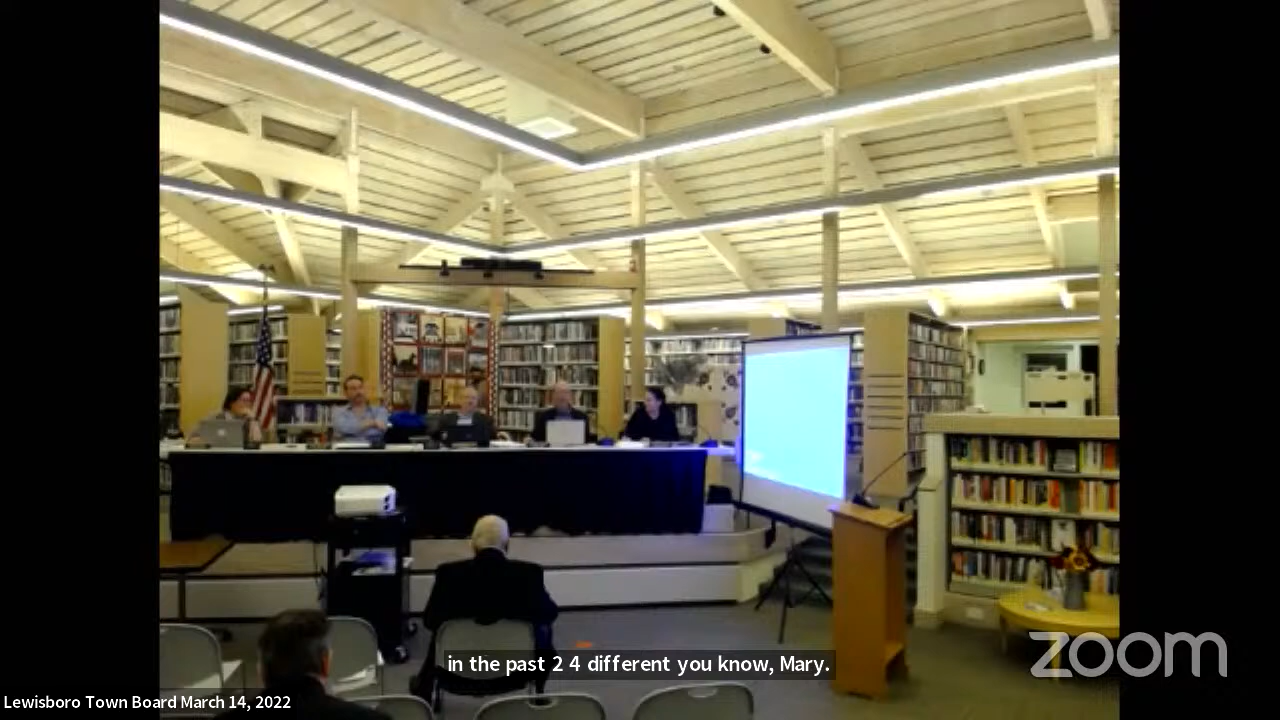 in the past 2 4 different you know, Mary.
zoom
Lewisboro Town Board March 14, 2022